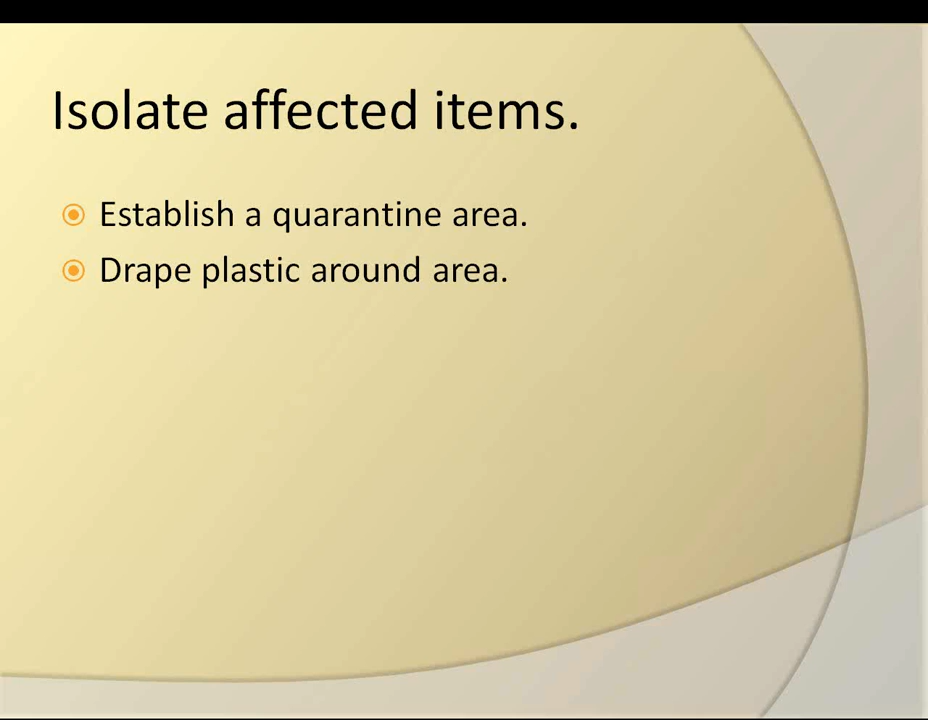 Isolate affected items.
Establish a quarantine area.
Drape plastic around area.